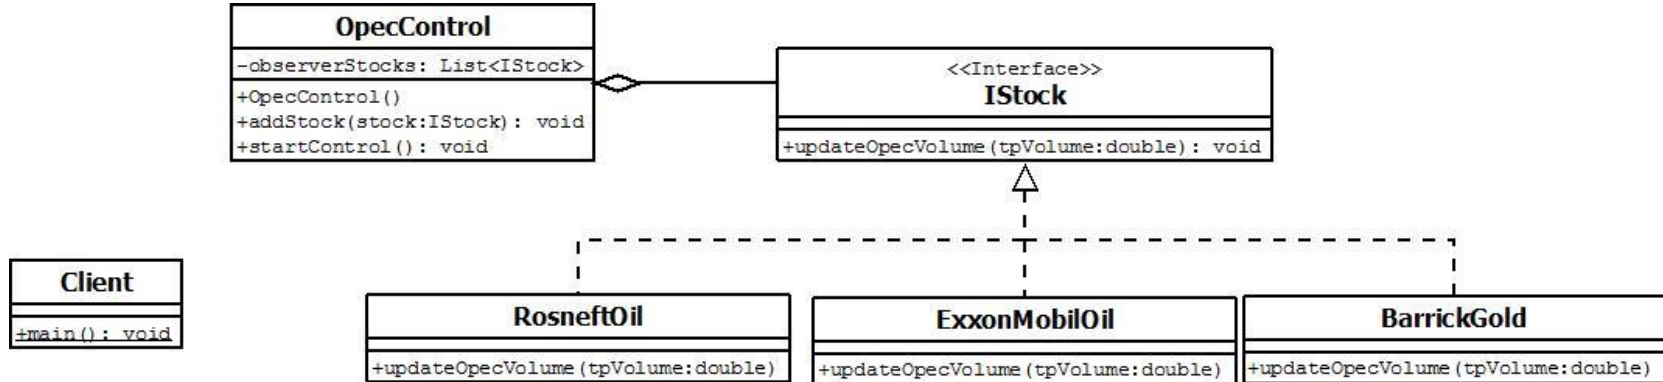 OpecControl
-observerStocks: List<IStock>
+OpecControl()
+addStock(stock:IStock): void
+startControl(): void
<<Interface>>
IStock
+updateOpecVolume(tpVolume:double): void
Client
+main(): void
RosneftOil
+updateOpecVolume(tpVolume:double)
ExxonMobilOil
+updateOpecVolume(tpVolume:double)
BarrickGold
+updateOpecVolume(tpVolume:double)